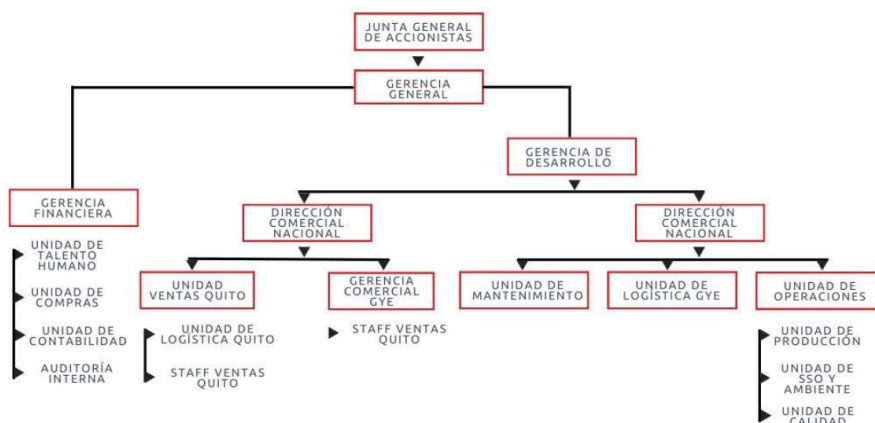 JUNTA GENERAL
DE ACCIONISTAS
GERENCIA
GENERAL
GERENCIA DE
DESARROLLO
GERENCIA
FINANCIERA
DIRECCIÓN
COMERCIAL
NACIONAL
DIRECCIÓN
COMERCIAL
NACIONAL
UNIDAD DE
TALENTO
HUMANO
UNIDAD DE
COMPRAS
UNIDAD DE
CONTABILIDAD
AUDITORÍA
INTERNA
UNIDAD
VENTAS QUITO
GERENCIA
COMERCIAL
GYE
UNIDAD DE
MANTENIMIENTO
UNIDAD DE
LOGÍSTICA GYE
UNIDAD DE
OPERACIONES
UNIDAD DE
LOGÍSTICA QUITO
STAFF VENTAS
QUITO
STAFF VENTAS
QUITO
UNIDAD DE
PRODUCCIÓN
UNIDAD DE
SSO Y
AMBIENTE
UNIDAD DE
CALIDAD